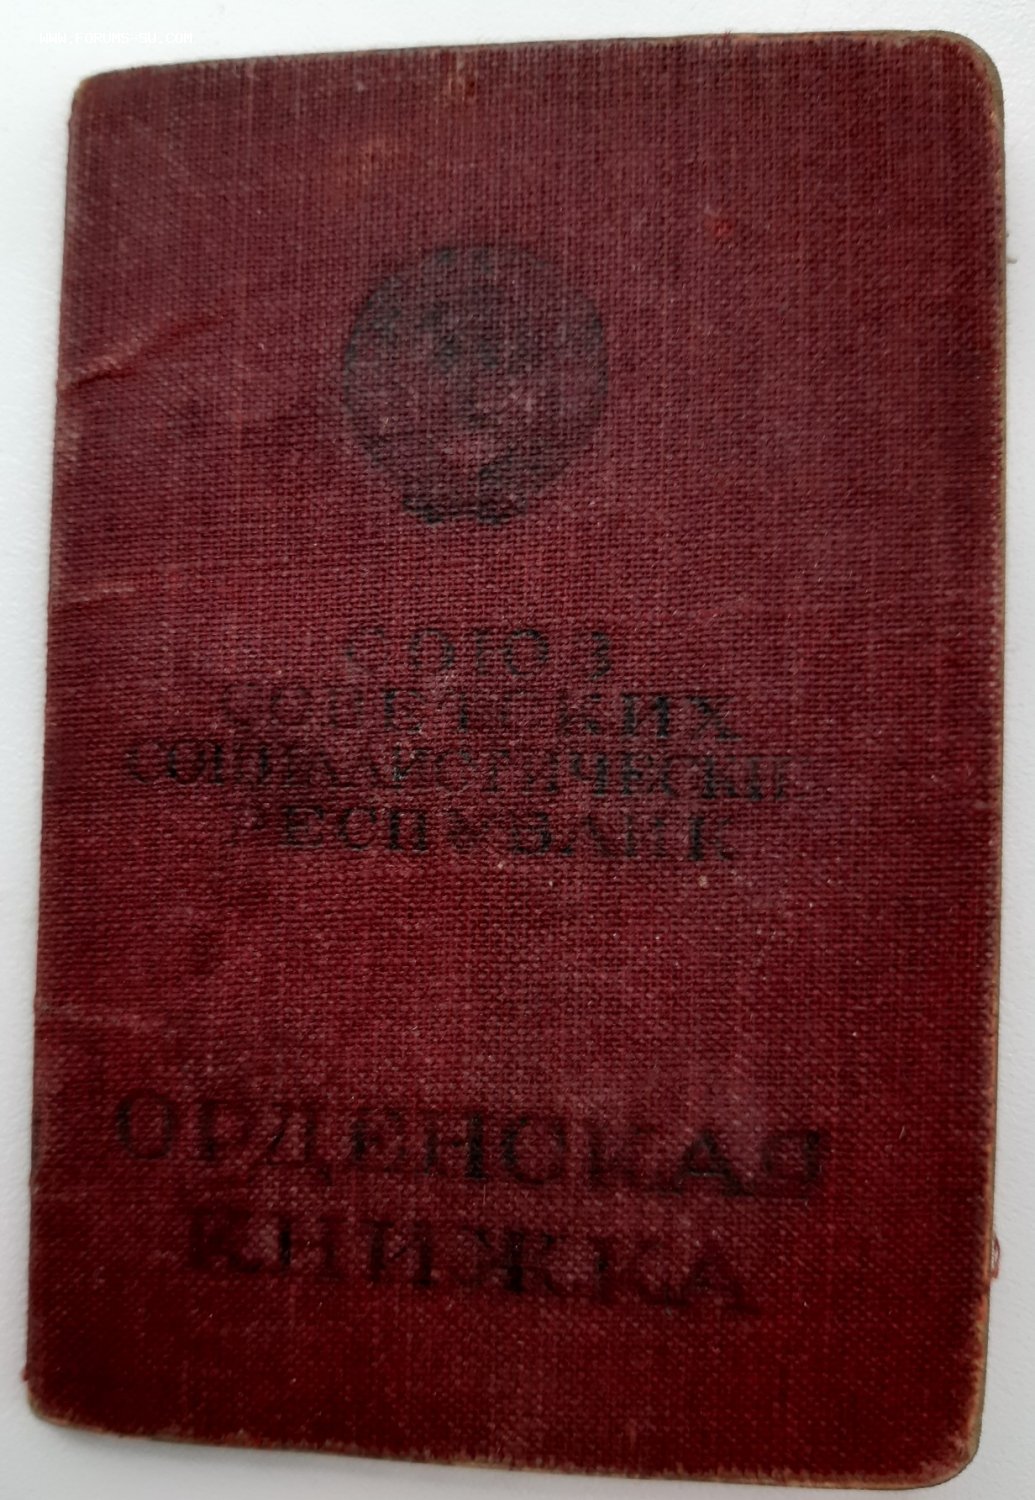 www.forums-su.com
СОЮЗ
СОВЕТСКИХ
СОЦИАЛИСТИЧЕСКИХ
РЕСПУБЛИК
ОРДЕНСКАЯ
КНИЖКА